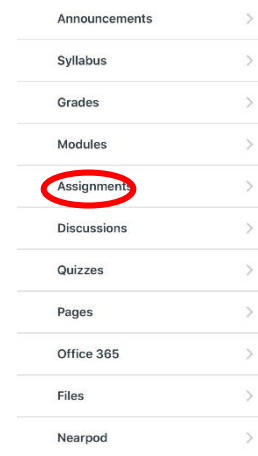 Announcements
Syllabus
Grades
Modules
Assignments
Discussions
Quizzes
Pages
Office 365
Files
Nearpod